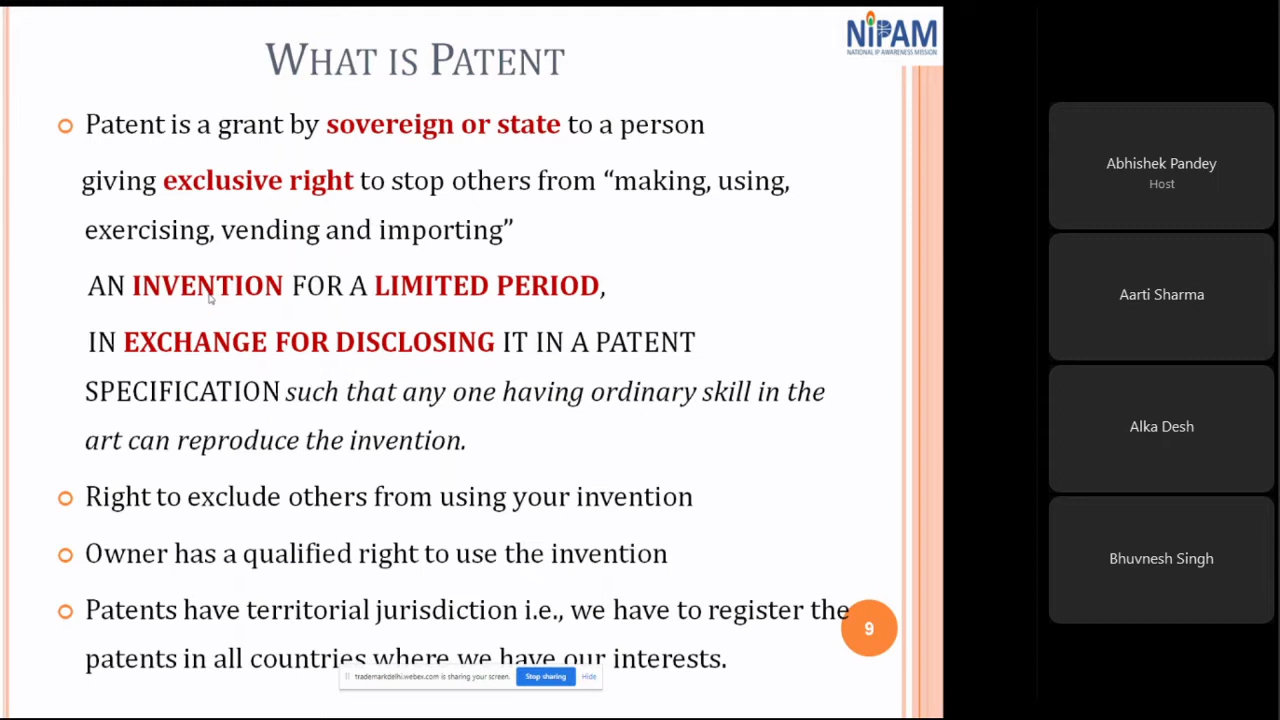 NIPAM
NATIONAL IP AWARENESS MISSION
WHAT IS PATENT
Patent is a grant by sovereign or state to a person
giving exclusive right to stop others from “making, using,
exercising, vending and importing”
AN INVENTION FOR A LIMITED PERIOD,
IN EXCHANGE FOR DISCLOSING IT IN A PATENT
SPECIFICATION such that any one having ordinary skill in the
art can reproduce the invention.
Right to exclude others from using your invention
Owner has a qualified right to use the invention
Patents have territorial jurisdiction i.e., we have to register the
patents in all countries where we have our interests.
9
trademarkdelhi.webex.com is sharing your screen.
Stop sharing
Hide
Abhishek Pandey
Host
Aarti Sharma
Alka Desh
Bhuvnesh Singh